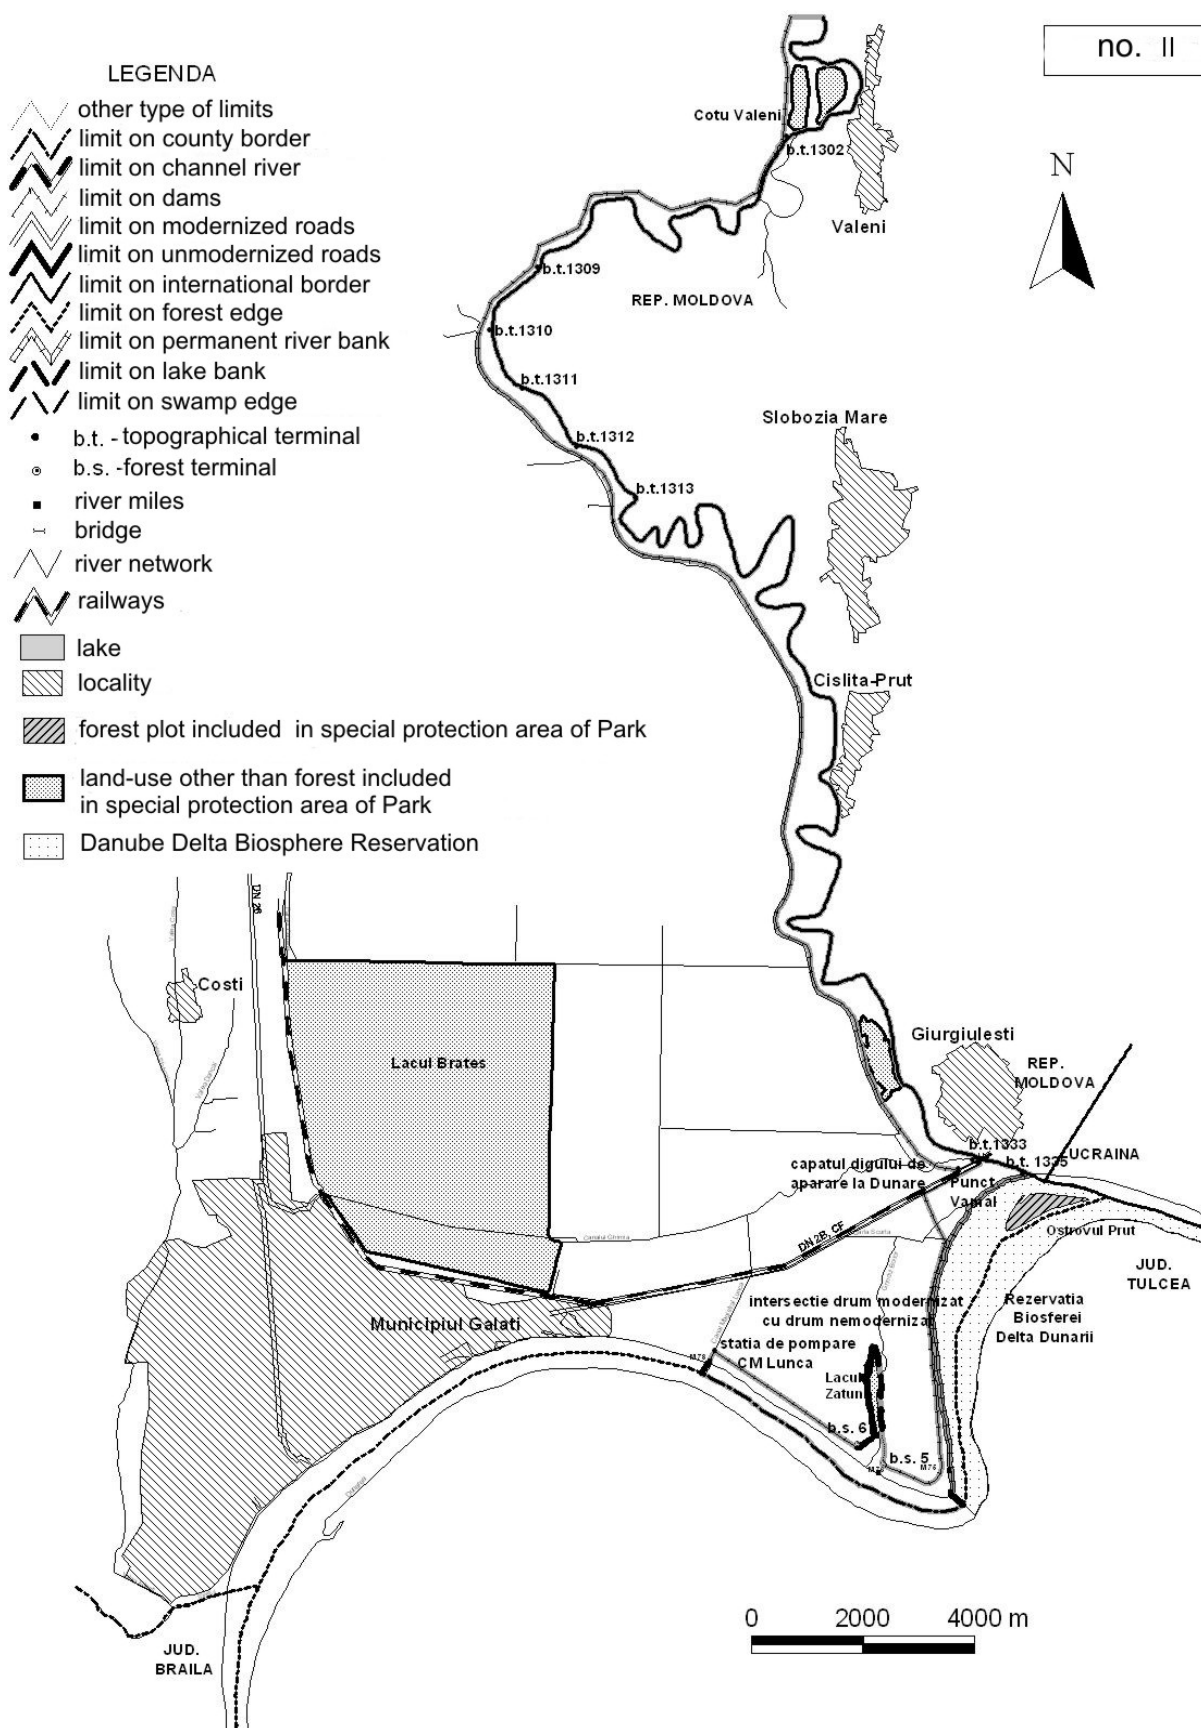 no. II
LEGENDA
other type of limits
limit on county border
limit on channel river
limit on dams
limit on modernized roads
limit on unmodernized roads
limit on international border
limit on forest edge
limit on permanent river bank
limit on lake bank
limit on swamp edge
b.t. - topographical terminal
b.s. -forest terminal
river miles
bridge
river network
railways
lake
locality
forest plot included in special protection area of Park
land-use other than forest included
in special protection area of Park
Danube Delta Biosphere Reservation
N
Cotu Valeni
b.t.1302
Valeni
b.t.1309
REP. MOLDOVA
b.t.1310
b.t.1311
Slobozia Mare
b.t.1312
b.t.1313
Cislita-Prut
DN 26
Costi
Giurgiulesti
Lacul Brates
REP.
MOLDOVA
b.t.1333
UCRAINA
b.t. 1335
capatul digului de
aparare la Dunare
Punct
Vamal
Ostrovul Prut
DN 2B, CF
JUD.
TULCEA
intersectie drum modernizat
cu drum nemodernizat
Rezervatia
Biosferei
Delta Dunarii
Municipiul Galati
statia de pompare
CM Lunca
M.78
Lacul
Zatun
b.s. 6
b.s. 5
M.76
0 2000 4000 m
JUD.
BRAILA